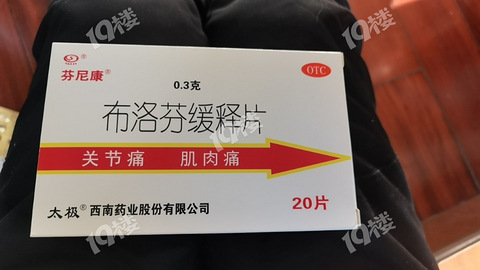 19楼
芬尼康®
OTC
0.3克
布洛芬缓释片
关节痛 肌肉痛
太极®西南药业股份有限公司
20片
19楼
19楼
19楼